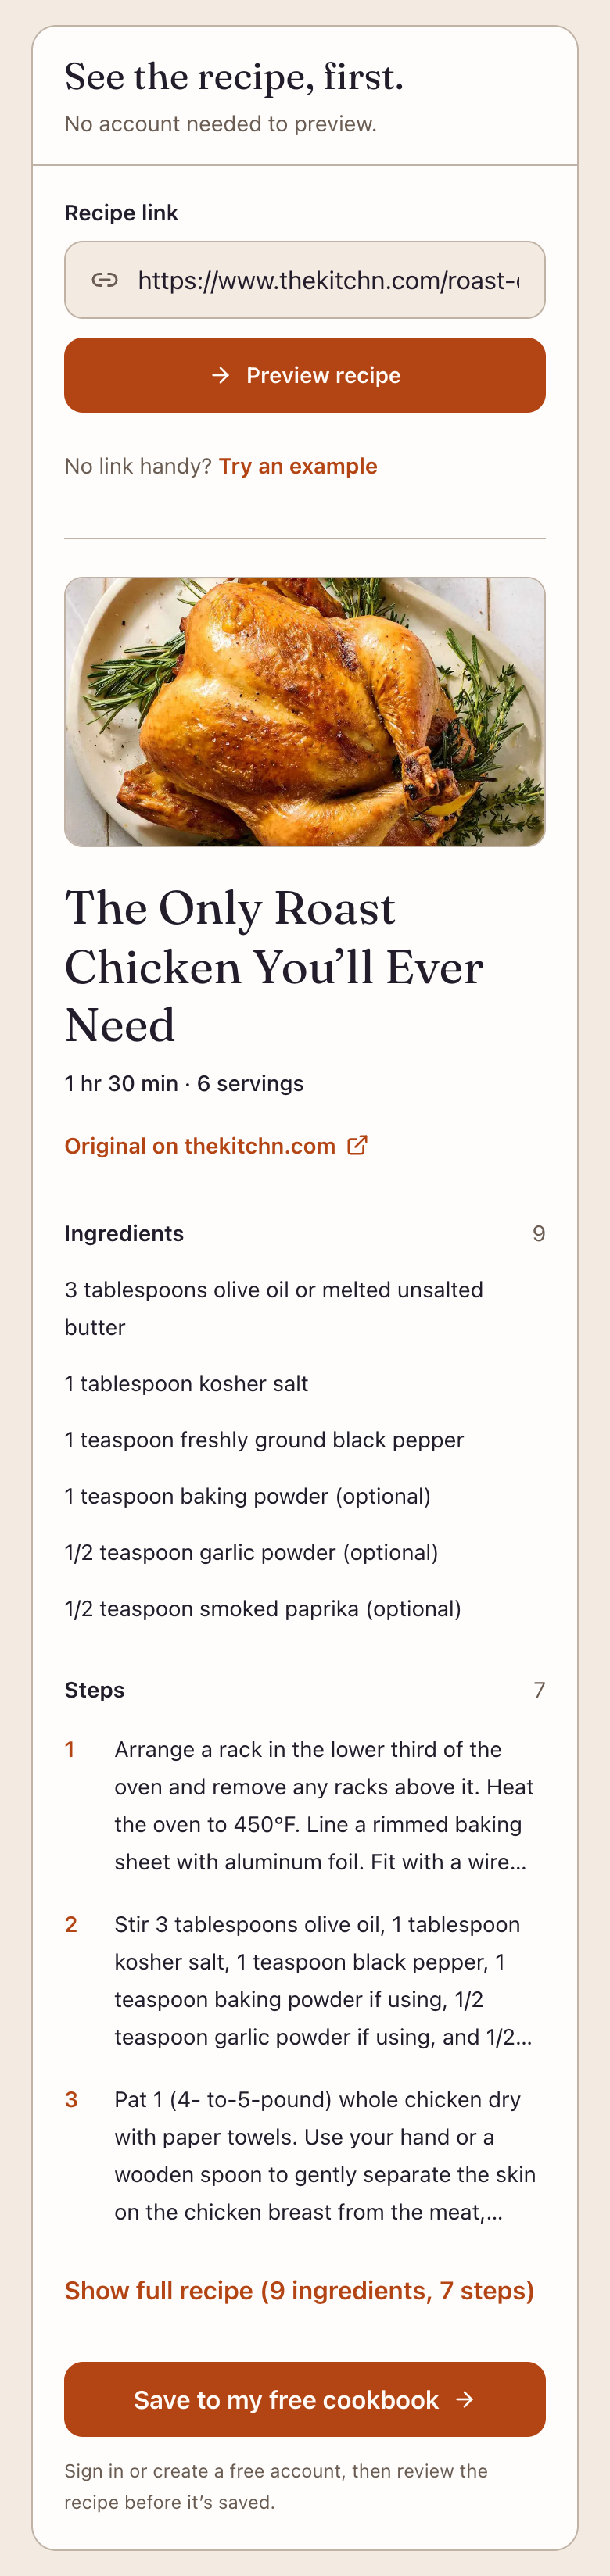 See the recipe, first.
No account needed to preview.
Recipe link
https://www.thekitchn.com/roast-
Preview recipe
No link handy? Try an example
The Only Roast
Chicken You’ll Ever
Need
1 hr 30 min · 6 servings
Original on thekitchn.com
Ingredients 9
3 tablespoons olive oil or melted unsalted
butter
1 tablespoon kosher salt
1 teaspoon freshly ground black pepper
1 teaspoon baking powder (optional)
1/2 teaspoon garlic powder (optional)
1/2 teaspoon smoked paprika (optional)
Steps 7
1 Arrange a rack in the lower third of the
oven and remove any racks above it. Heat
the oven to 450°F. Line a rimmed baking
sheet with aluminum foil. Fit with a wire...
2 Stir 3 tablespoons olive oil, 1 tablespoon
kosher salt, 1 teaspoon black pepper, 1
teaspoon baking powder if using, 1/2
teaspoon garlic powder if using, and 1/2...
3 Pat 1 (4- to-5-pound) whole chicken dry
with paper towels. Use your hand or a
wooden spoon to gently separate the skin
on the chicken breast from the meat,...
Show full recipe (9 ingredients, 7 steps)
Save to my free cookbook
Sign in or create a free account, then review the
recipe before it’s saved.